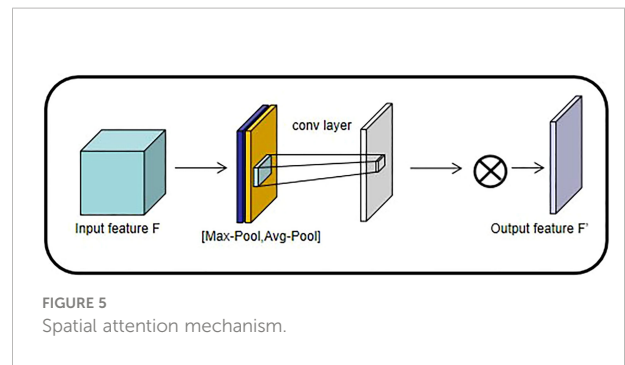 conv layer
Input feature F
[Max-Pool,Avg-Pool]
Output feature F'
FIGURE 5
Spatial attention mechanism.